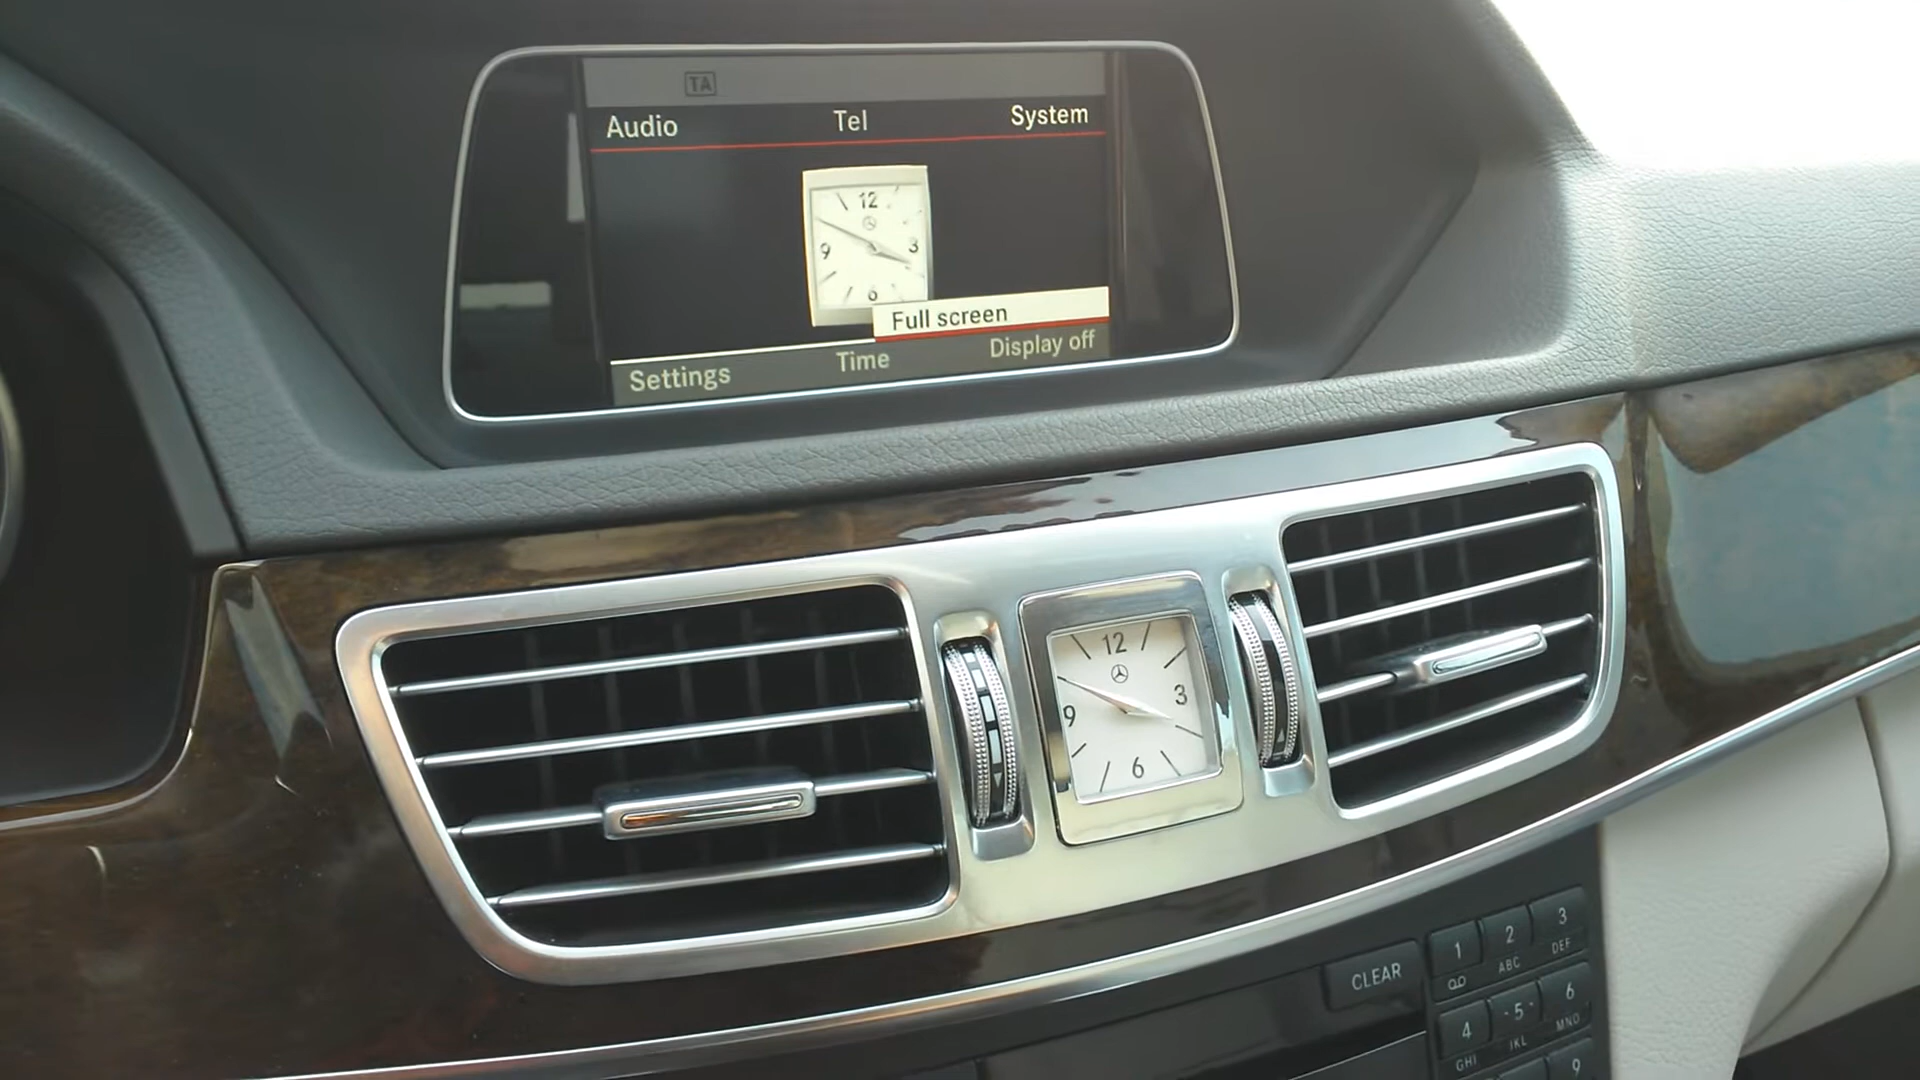 TA
Audio Tel System
12
9 3
6
Full screen
Settings Time Display off
12
9 3
6
CLEAR 1 2 3
ABC DEF
4 5 6
GHI JKL MNO
9